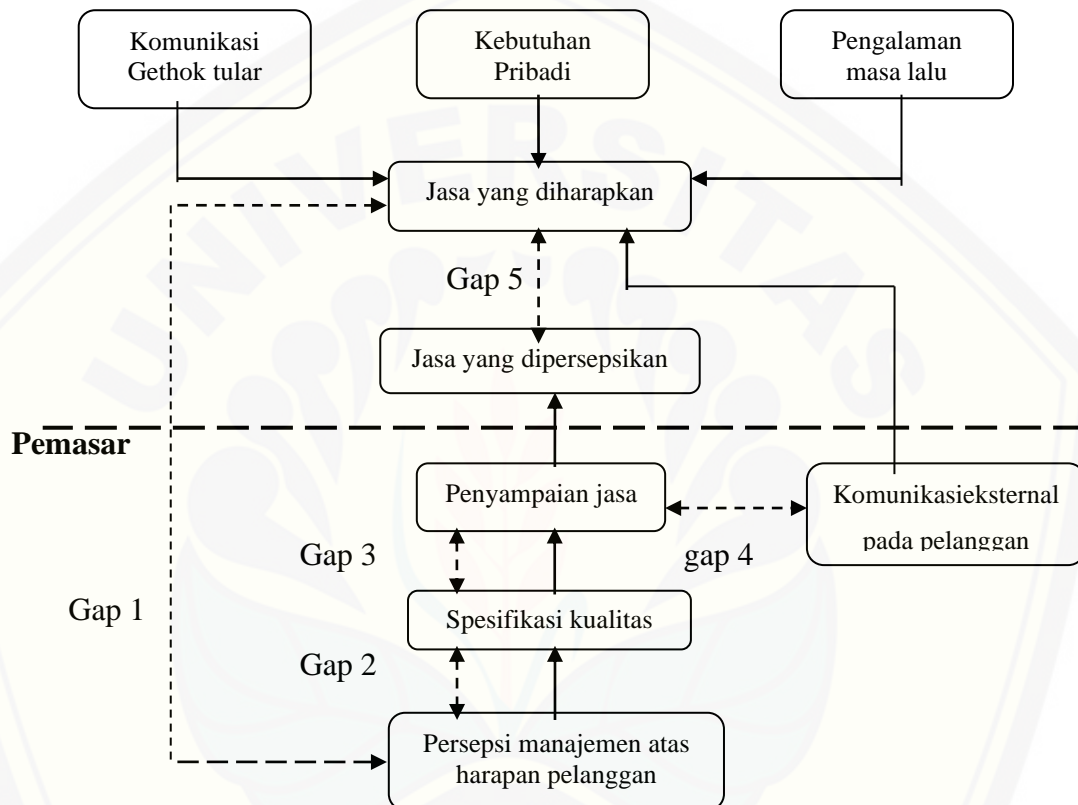 Komunikasi
Gethok tular
Kebutuhan
Pribadi
Pengalaman
masa lalu
UNIVERSITAS
Jasa yang diharapkan
Gap 5
Jasa yang dipersepsikan
Pemasar
Penyampaian jasa
Komunikasieksternal
pada pelanggan
Gap 3
gap 4
Gap 1
Spesifikasi kualitas
Gap 2
Persepsi manajemen atas
harapan pelanggan